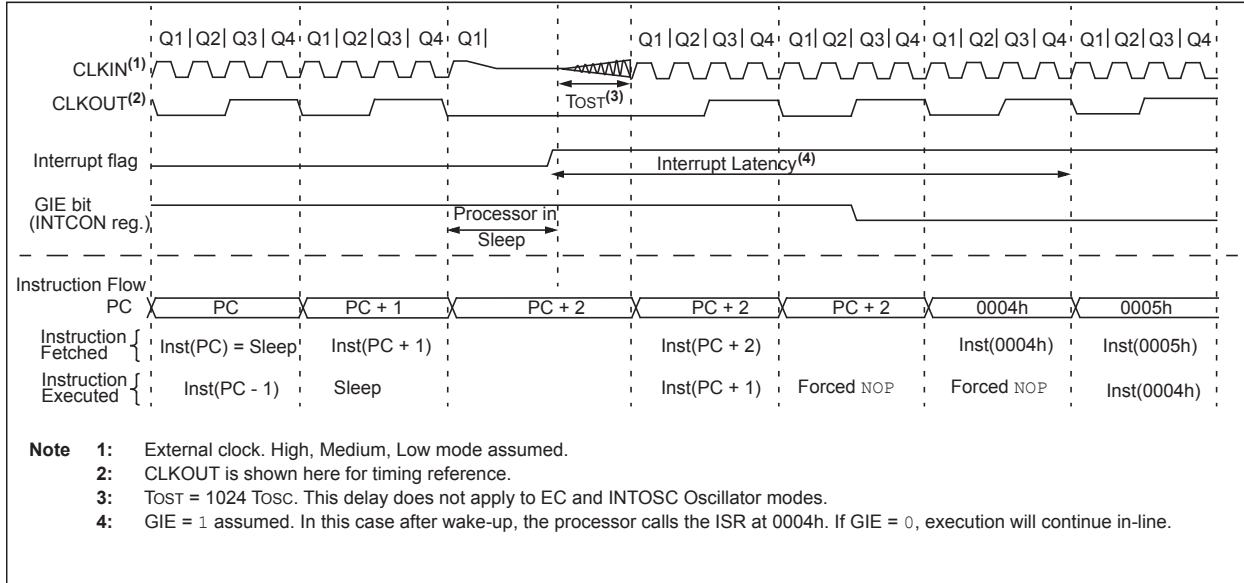 Q1| Q2| Q3| Q4 Q1| Q2| Q3| Q4 Q1| Q1| Q2| Q3| Q4 Q1| Q2| Q3| Q4 Q1| Q2| Q3| Q4 Q1| Q2| Q3| Q4
CLKIN(1)
TOST(3)
CLKOUT(2)
Interrupt flag
Interrupt Latency(4)
GIE bit
(INTCON reg.)
Processor in
Sleep
Instruction Flow
PC PC PC + 1 PC + 2 PC + 2 PC + 2 0004h 0005h
Instruction
Fetched
Inst(PC) = Sleep Inst(PC + 1) Inst(PC + 2) Inst(0004h) Inst(0005h)
Instruction
Executed
Inst(PC - 1) Sleep Inst(PC + 1) Forced NOP Forced NOP Inst(0004h)
Note 1: External clock. High, Medium, Low mode assumed.
2: CLKOUT is shown here for timing reference.
3: TOST = 1024 TOSC. This delay does not apply to EC and INTOSC Oscillator modes.
4: GIE = 1 assumed. In this case after wake-up, the processor calls the ISR at 0004h. If GIE = 0, execution will continue in-line.